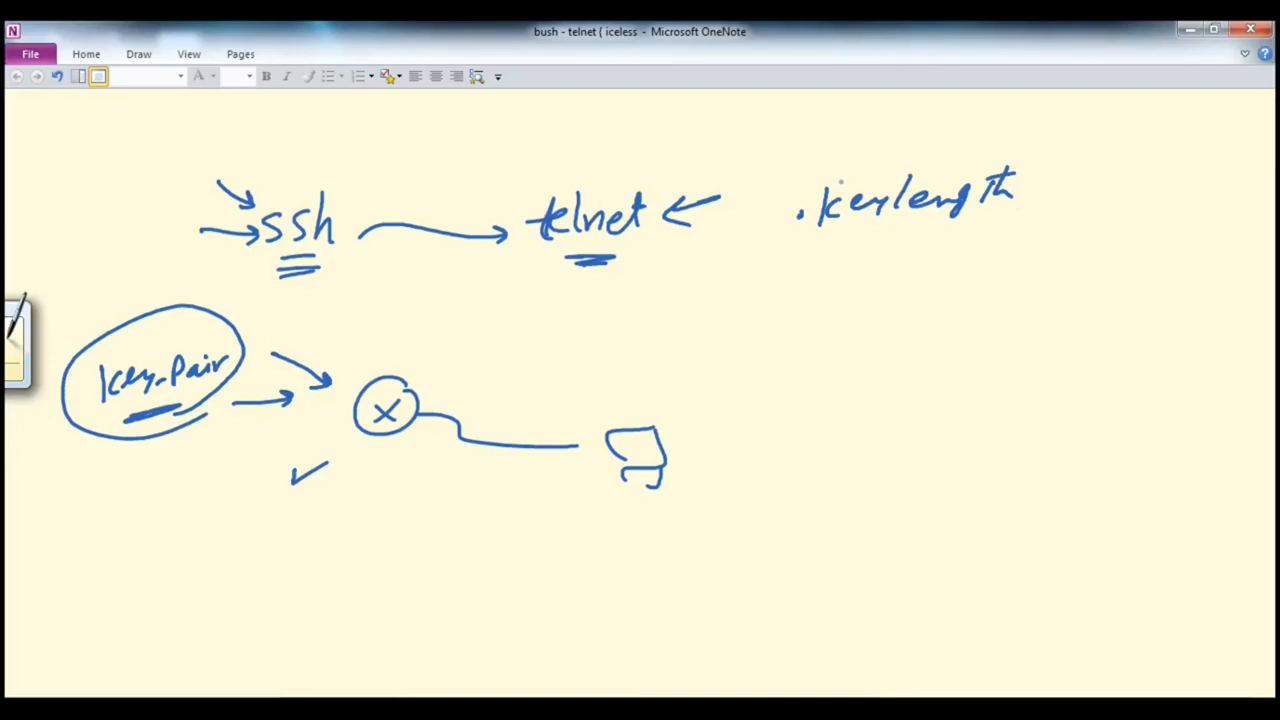 bush - telnet { iceless - Microsoft OneNote
File Home Draw View Pages
ssh telnet .keylength
key-Pair